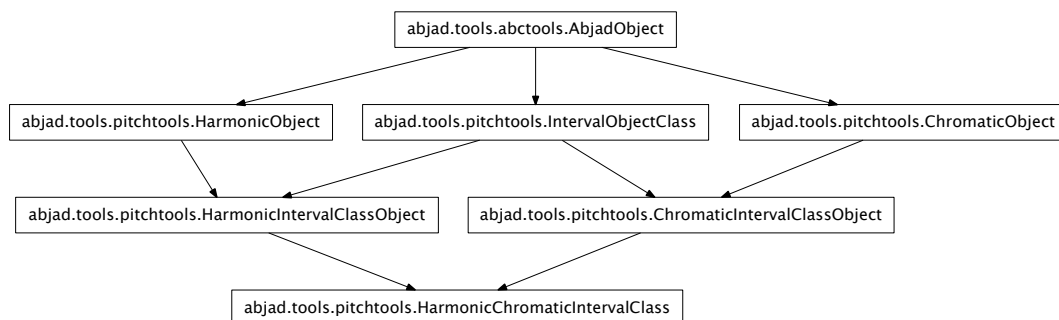 abjad.tools.abctools.AbjadObject
abjad.tools.pitchtools.HarmonicObject
abjad.tools.pitchtools.IntervalObjectClass
abjad.tools.pitchtools.ChromaticObject
abjad.tools.pitchtools.HarmonicIntervalClassObject
abjad.tools.pitchtools.ChromaticIntervalClassObject
abjad.tools.pitchtools.HarmonicChromaticIntervalClass